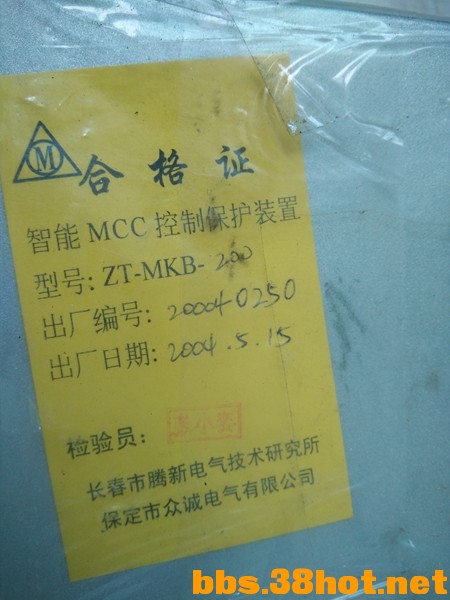 M
合格证
智能 MCC 控制保护装置
型号: ZT-MKB-200
出厂编号: 200040250
出厂日期: 2004.5.15
检验员:
长春市腾新电气技术研究所
保定市众诚电气有限公司
bbs.38hot.net